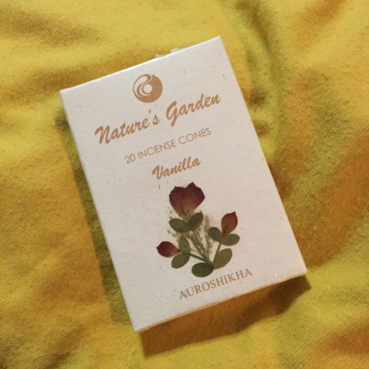 Nature's Garden
20 INCENSE CONES
Vanilla
AUROSHIKHA